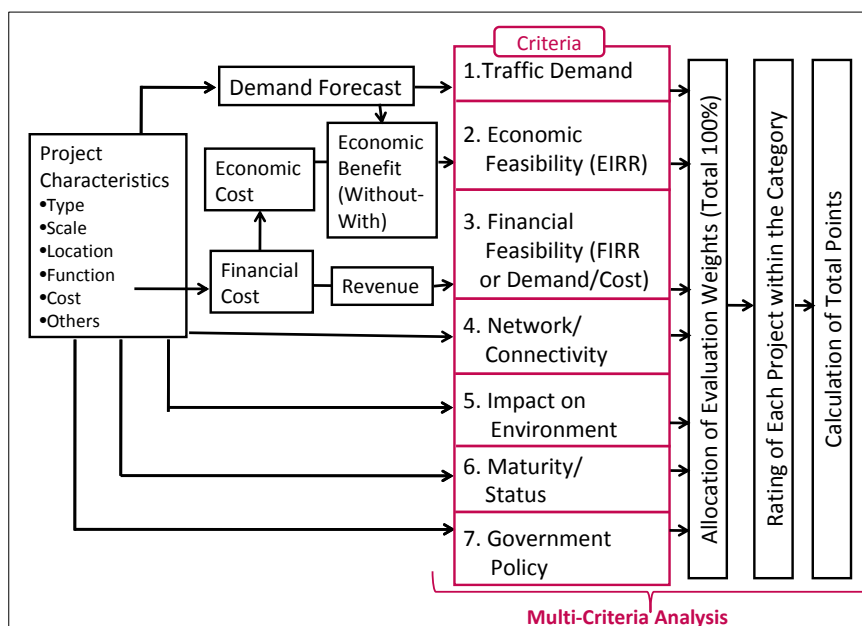 Project
Characteristics
•Type
•Scale
•Location
•Function
•Cost
•Others
Demand Forecast
Economic
Cost
Economic
Benefit
(Without-
With)
Financial
Cost
Revenue
Criteria
1.Traffic Demand
2. Economic
Feasibility (EIRR)
3. Financial
Feasibility (FIRR
or Demand/Cost)
4. Network/
Connectivity
5. Impact on
Environment
6. Maturity/
Status
7. Government
Policy
Allocation of Evaluation Weights (Total 100%)
Rating of Each Project within the Category
Calculation of Total Points
Multi-Criteria Analysis